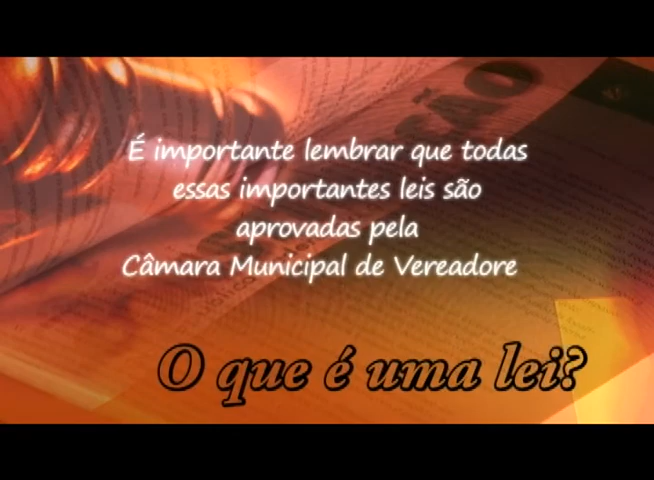 É importante lembrar que todas
essas importantes leis são
aprovadas pela
Câmara Municipal de Vereadore
O que é uma lei?